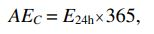 AE_C = E_24h × 365,